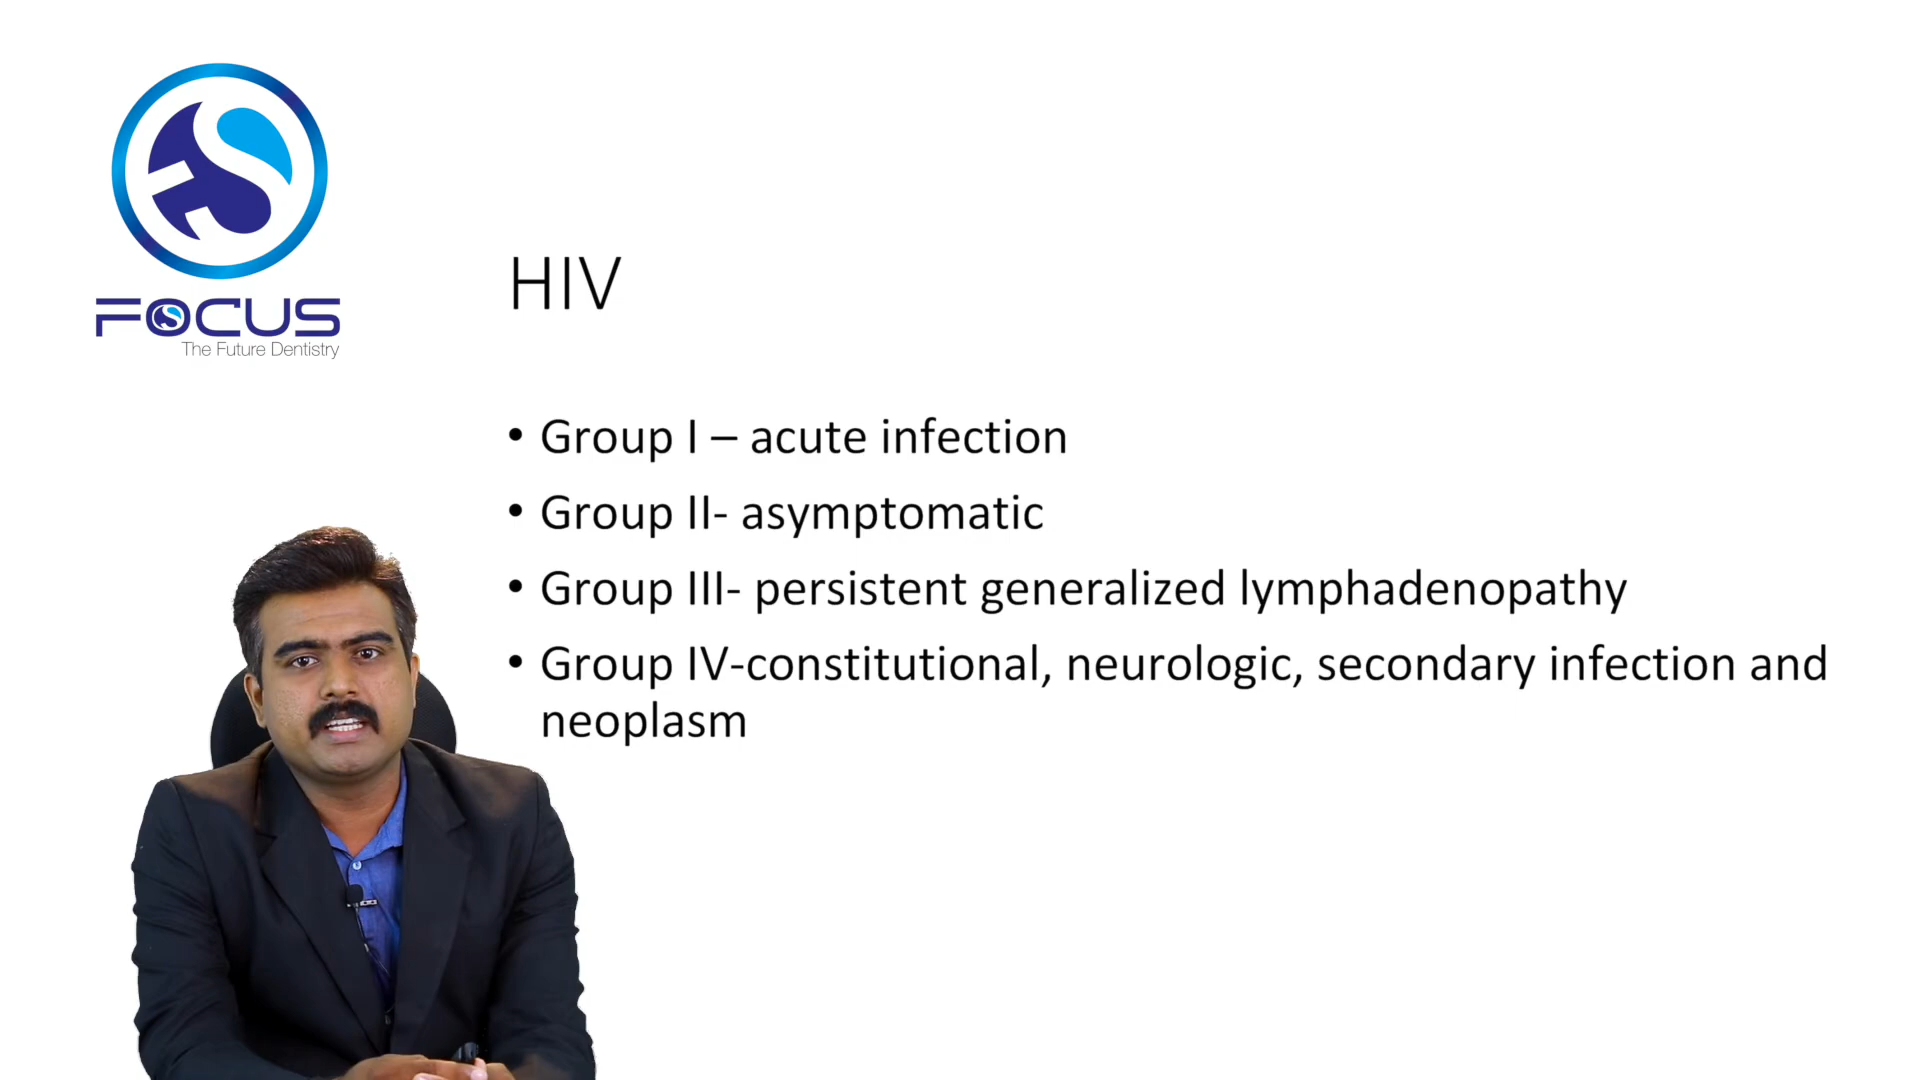 FOCUS
The Future Dentistry
HIV
• Group I – acute infection
• Group II- asymptomatic
• Group III- persistent generalized lymphadenopathy
• Group IV-constitutional, neurologic, secondary infection and
neoplasm